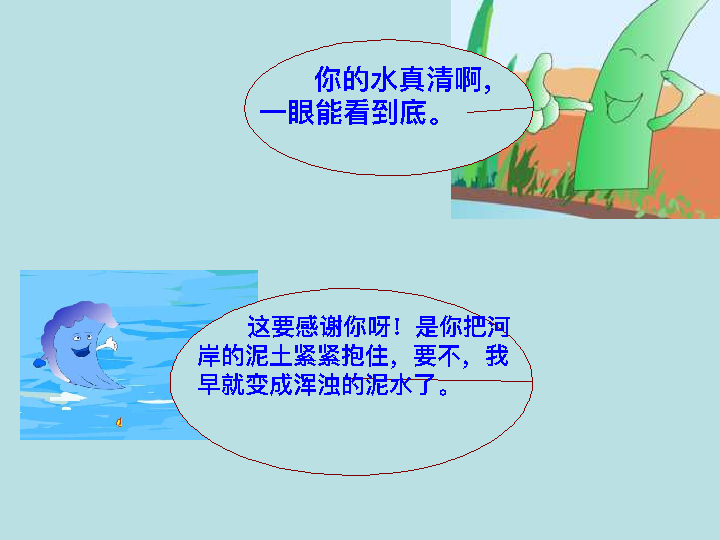 你的水真清啊，
一眼能看到底。
这要感谢你呀！是你把河
岸的泥土紧紧抱住，要不，我
早就变成浑浊的泥水了。